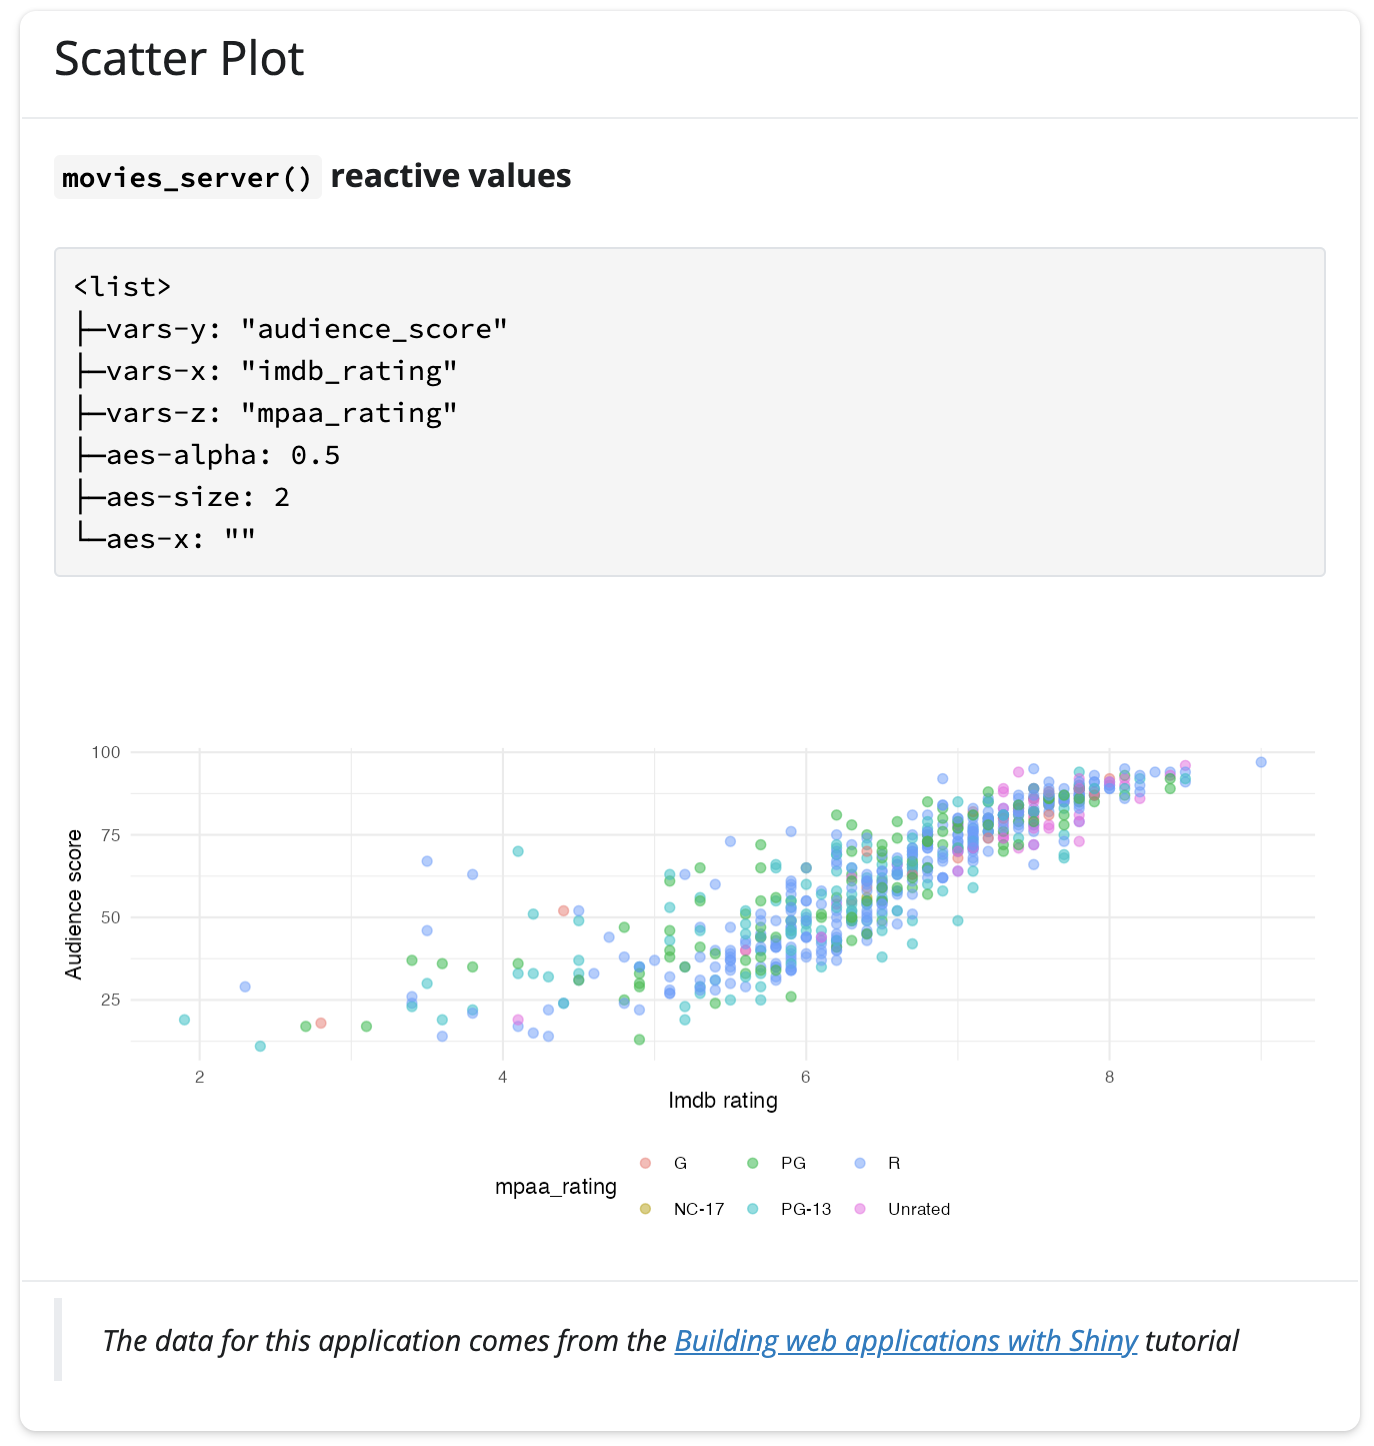 Scatter Plot
movies_server() reactive values
<list>
├─vars-y: "audience_score"
├─vars-x: "imdb_rating"
├─vars-z: "mpaa_rating"
├─aes-alpha: 0.5
├─aes-size: 2
└─aes-x: ""
100
75
50
25
Audience score
2 4 6 8
Imdb rating
mpaa_rating
G PG R
NC-17 PG-13 Unrated
The data for this application comes from the Building web applications with Shiny tutorial